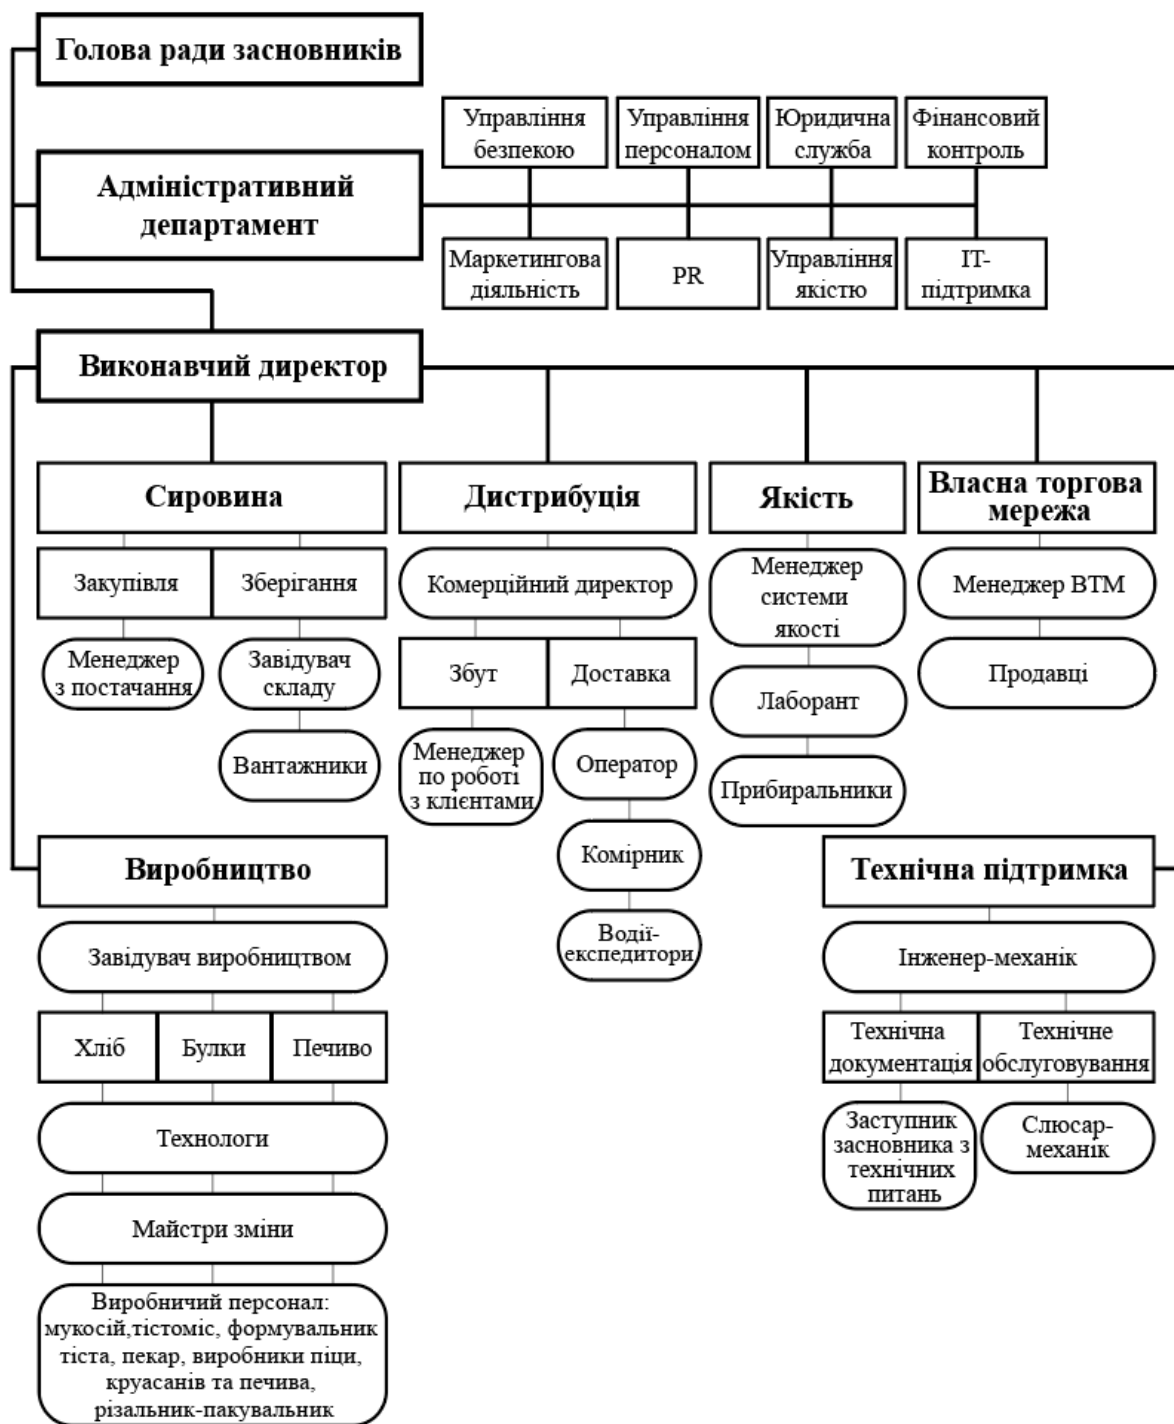 Голова ради засновників
Управління
безпекою
Управління
персоналом
Юридична
служба
Фінансовий
контроль
Адміністративний
департамент
Маркетингова
діяльність
PR
Управління
якістю
ІТ-
підтримка
Виконавчий директор
Сировина
Закупівля
Зберігання
Менеджер
з постачання
Завідувач
складу
Вантажники
Дистрибуція
Комерційний директор
Збут
Доставка
Менеджер
по роботі
з клієнтами
Оператор
Комірник
Водії-
експедитори
Якість
Менеджер
системи
якості
Лаборант
Прибиральники
Власна торгова
мережа
Менеджер ВТМ
Продавці
Виробництво
Завідувач виробництвом
Хліб
Булки
Печиво
Технологи
Майстри зміни
Виробничий персонал:
мукосій,тістоміс, формувальник
тіста, пекар, виробники піци,
круасанів та печива,
різальник-пакувальник
Технічна підтримка
Інженер-механік
Технічна
документація
Технічне
обслуговування
Заступник
засновника з
технічних
питань
Слюсар-
механік